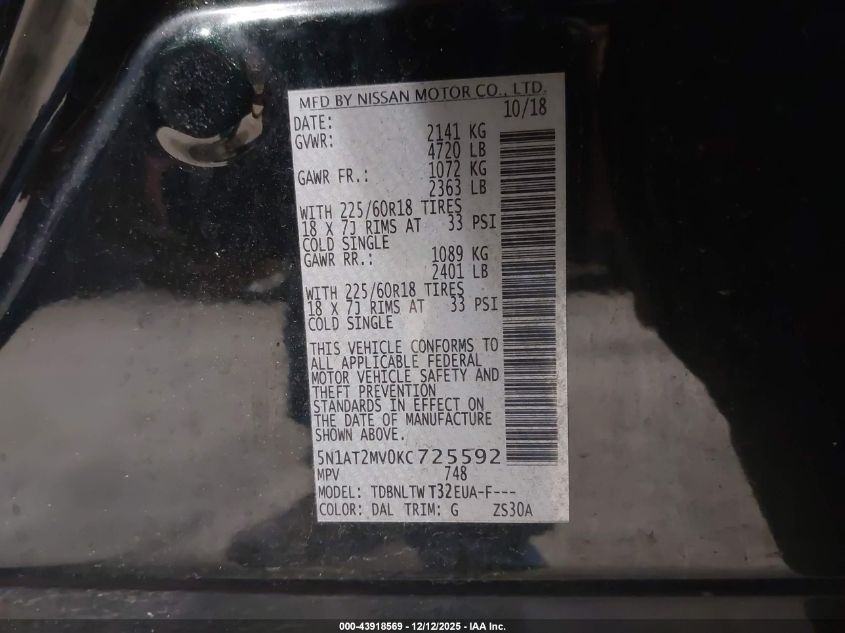 MFD BY NISSAN MOTOR CO., LTD.
DATE: 10/18
GVWR: 2141 KG
4720 LB
GAWR FR.: 1072 KG
2363 LB
WITH 225/60R18 TIRES
18 X 7J RIMS AT 33 PSI
COLD SINGLE
GAWR RR.: 1089 KG
2401 LB
WITH 225/60R18 TIRES
18 X 7J RIMS AT 33 PSI
COLD SINGLE
THIS VEHICLE CONFORMS TO
ALL APPLICABLE FEDERAL
MOTOR VEHICLE SAFETY AND
THEFT PREVENTION
STANDARDS IN EFFECT ON
THE DATE OF MANUFACTURE
SHOWN ABOVE.
5N1AT2MV0KC725592
MPV 748
MODEL: TDBNLTW T32EUA-F---
COLOR: DAL TRIM: G ZS30A
000-43918569 - 12/12/2025 - IAA Inc.